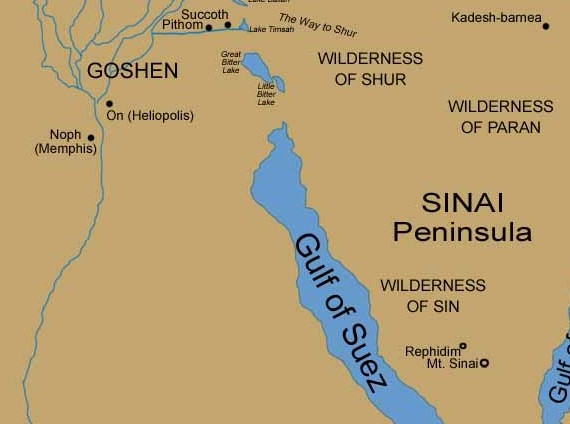 Succoth
Pithom
Lake Timsah
The Way to Shur
Kadesh-barnea
GOSHEN
Great
Bitter
Lake
Little
Bitter
Lake
WILDERNESS
OF SHUR
WILDERNESS
OF PARAN
On (Heliopolis)
Noph
(Memphis)
SINAI
Peninsula
Gulf of Suez
WILDERNESS
OF SIN
Rephidim
Mt. Sinai
Gulf of